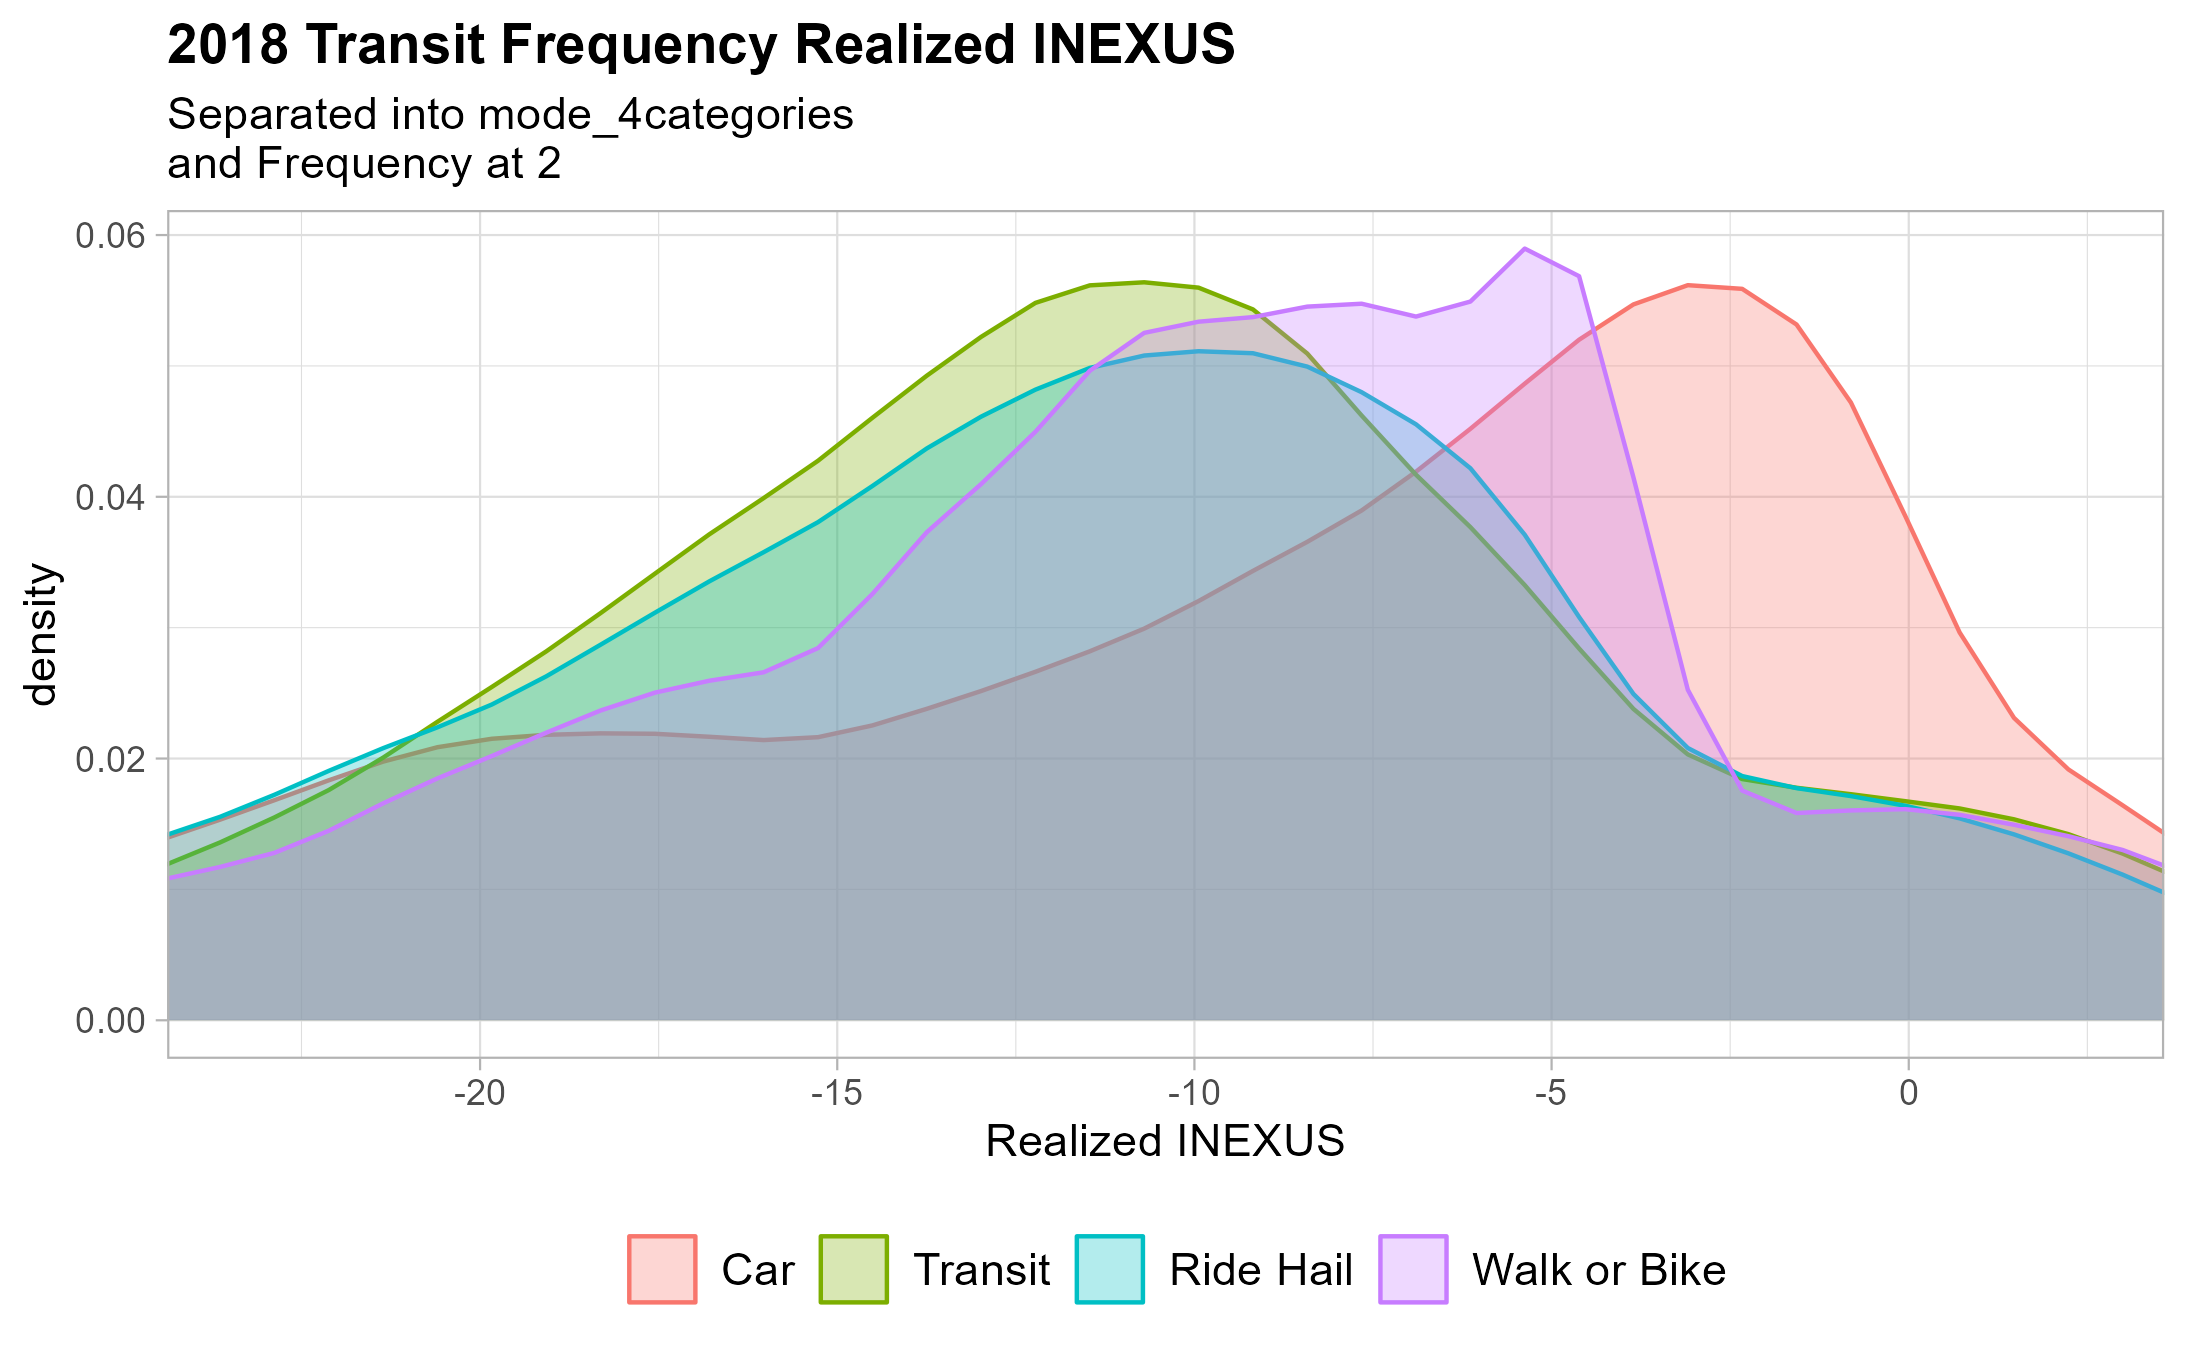 2018 Transit Frequency Realized INEXUS
Separated into mode_4categories
and Frequency at 2
0.06
0.04
0.02
0.00
density
-20 -15 -10 -5 0
Realized INEXUS
Car Transit Ride Hail Walk or Bike